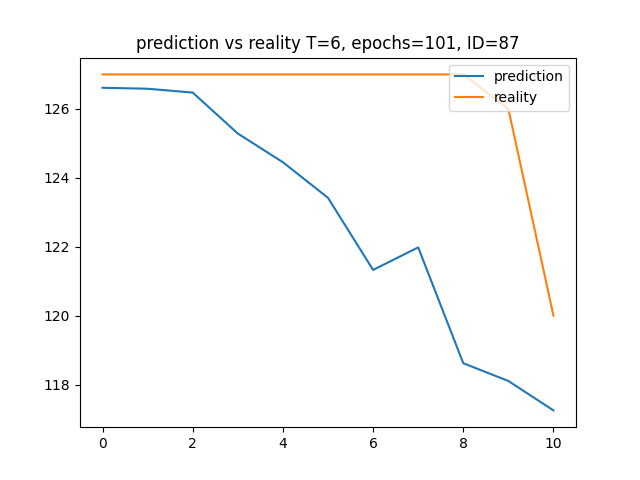 prediction vs reality T=6, epochs=101, ID=87
prediction
reality
126
124
122
120
118
0 2 4 6 8 10